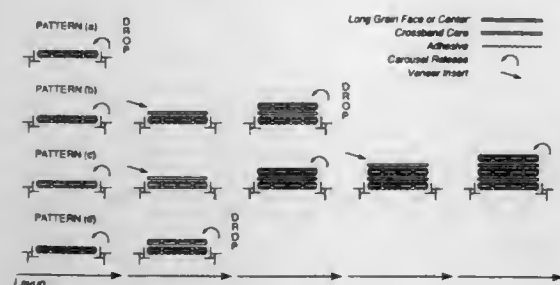 PATTERN (a)
DROP
Long Grain Face or Center
Crossband Core
Adhesive
Carousel Release
Veneer Insert
PATTERN (b)
DROP
PATTERN (c)
PATTERN (d)
DROP
Layup